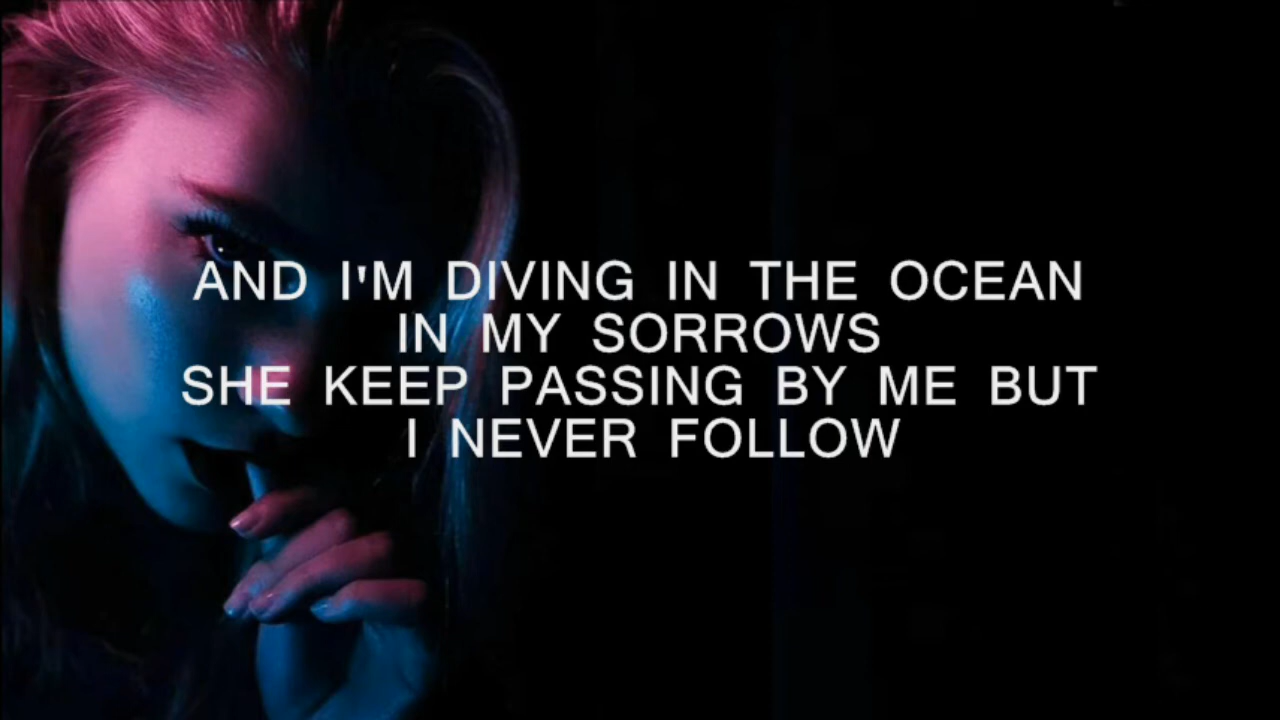 AND I'M DIVING IN THE OCEAN
IN MY SORROWS
SHE KEEP PASSING BY ME BUT
I NEVER FOLLOW